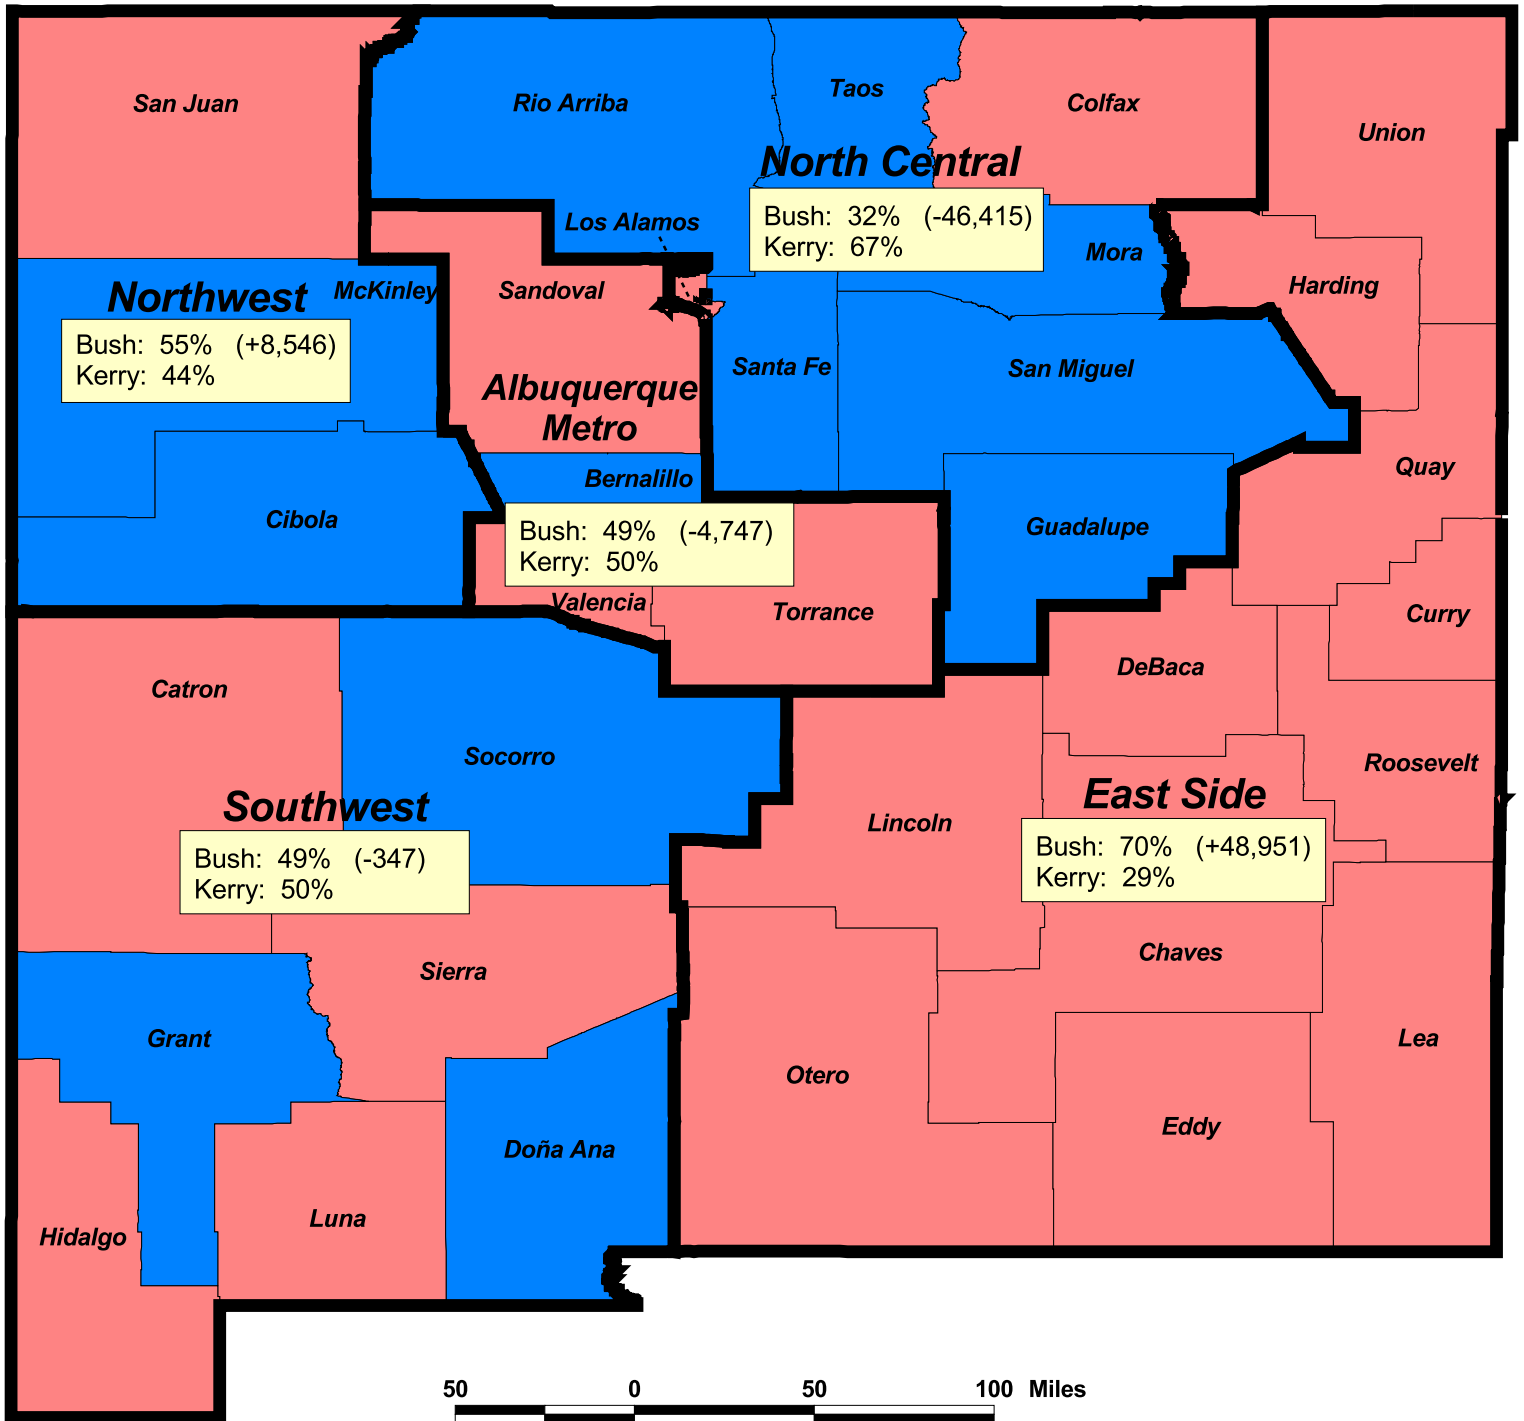 San Juan
Rio Arriba
Taos
Colfax
Union
North Central
Bush: 32% (-46,415)
Kerry: 67%
Los Alamos
Mora
Harding
Northwest
McKinley
Bush: 55% (+8,546)
Kerry: 44%
Sandoval
Santa Fe
San Miguel
Albuquerque
Metro
Quay
Bernalillo
Cibola
Bush: 49% (-4,747)
Kerry: 50%
Guadalupe
Valencia
Torrance
Curry
DeBaca
Catron
Socorro
Roosevelt
Southwest
Bush: 49% (-347)
Kerry: 50%
Lincoln
East Side
Bush: 70% (+48,951)
Kerry: 29%
Chaves
Sierra
Grant
Otero
Lea
Eddy
Doña Ana
Luna
Hidalgo
50 0 50 100 Miles